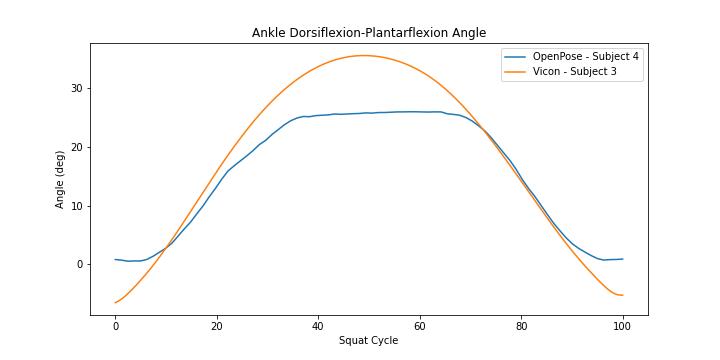 Ankle Dorsiflexion-Plantarflexion Angle
OpenPose - Subject 4
Vicon - Subject 3
Angle (deg)
30
20
10
0
0 20 40 60 80 100
Squat Cycle